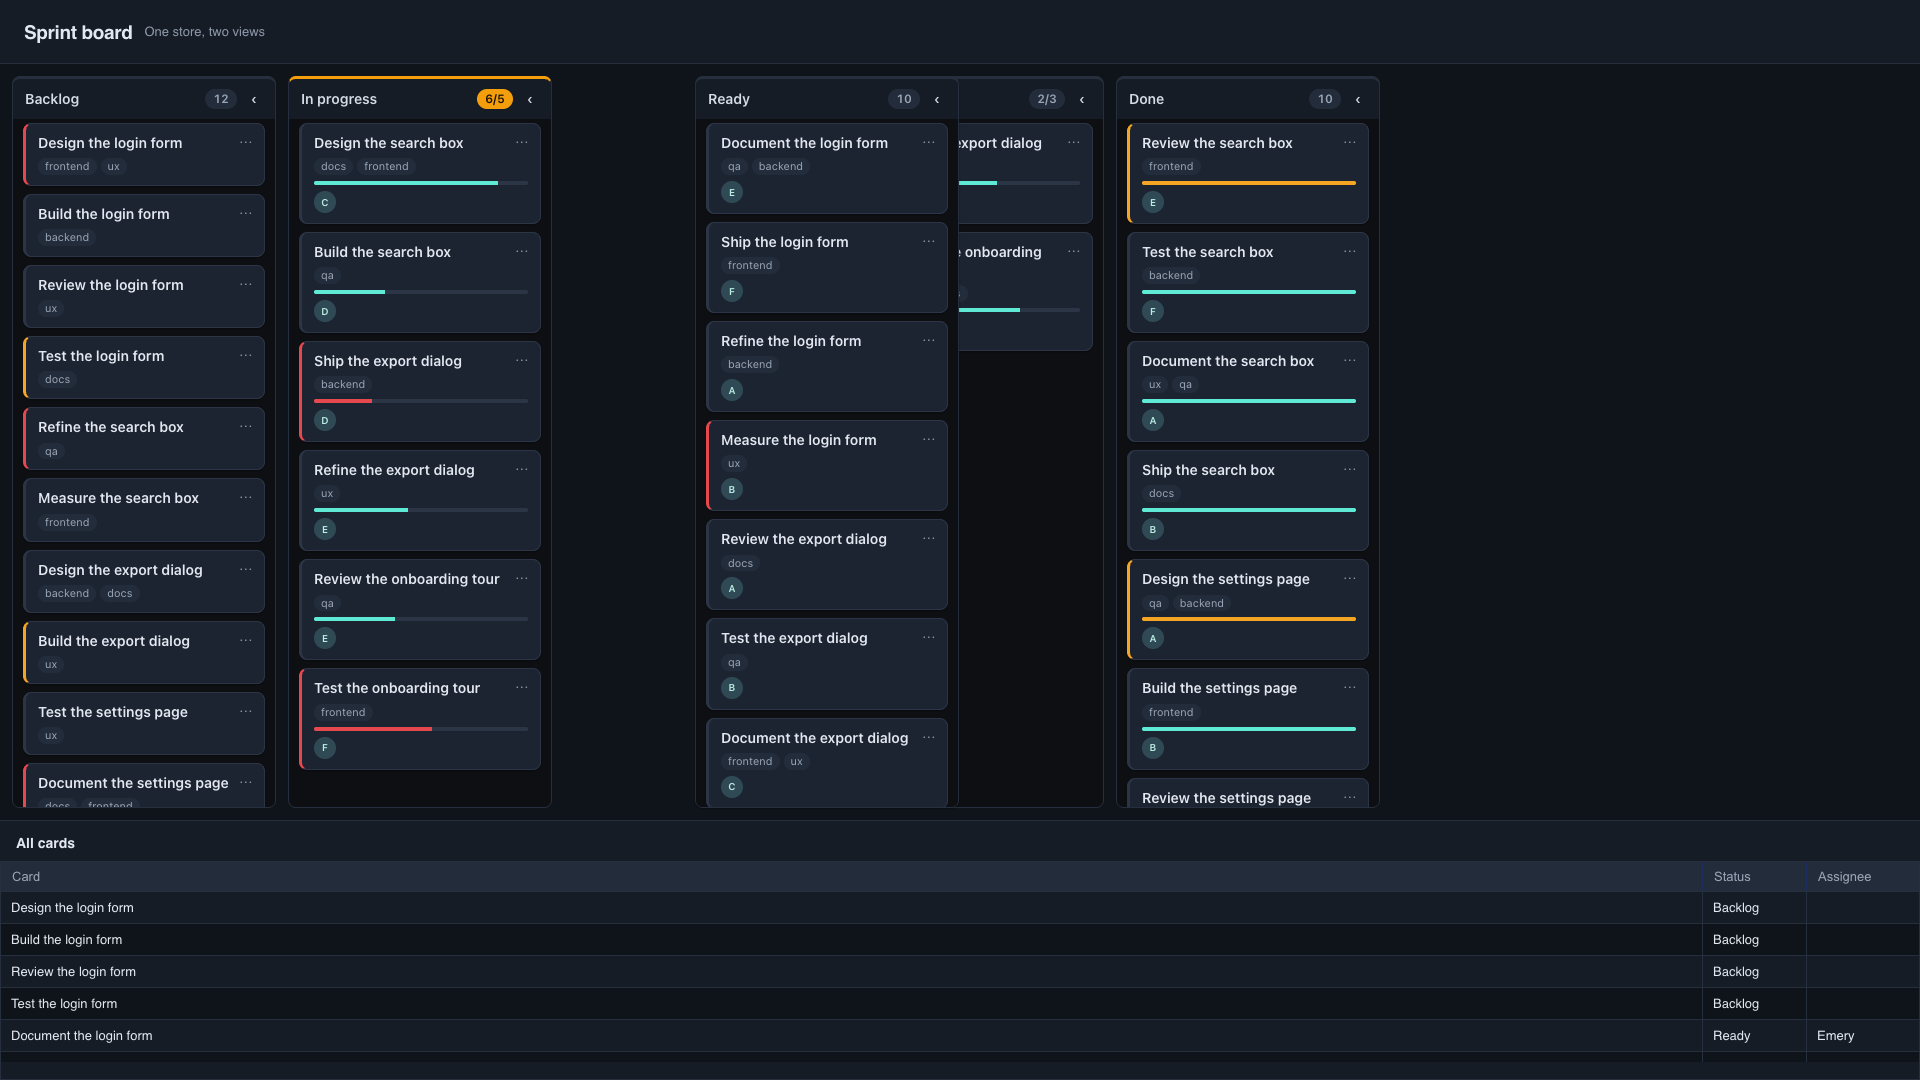 Sprint board One store, two views
Backlog 12
Design the login form
frontend ux
Build the login form
backend
Review the login form
ux
Test the login form
docs
Refine the search box
qa
Measure the search box
frontend
Design the export dialog
backend docs
Build the export dialog
ux
Test the settings page
ux
Document the settings page
docs frontend
In progress 6/5
Design the search box
docs frontend
C
Build the search box
qa
D
Ship the export dialog
backend
D
Refine the export dialog
ux
E
Review the onboarding tour
qa
E
Test the onboarding tour
frontend
F
Ready 10
Document the login form
qa backend
E
Ship the login form
frontend
F
Refine the login form
backend
A
Measure the login form
ux
B
Review the export dialog
docs
A
Test the export dialog
qa
B
Document the export dialog
frontend ux
C
2/3
export dialog
onboarding
Done 10
Review the search box
frontend
E
Test the search box
backend
F
Document the search box
ux qa
A
Ship the search box
docs
B
Design the settings page
qa backend
A
Build the settings page
frontend
B
Review the settings page
All cards
Card Status Assignee
Design the login form Backlog
Build the login form Backlog
Review the login form Backlog
Test the login form Backlog
Document the login form Ready Emery